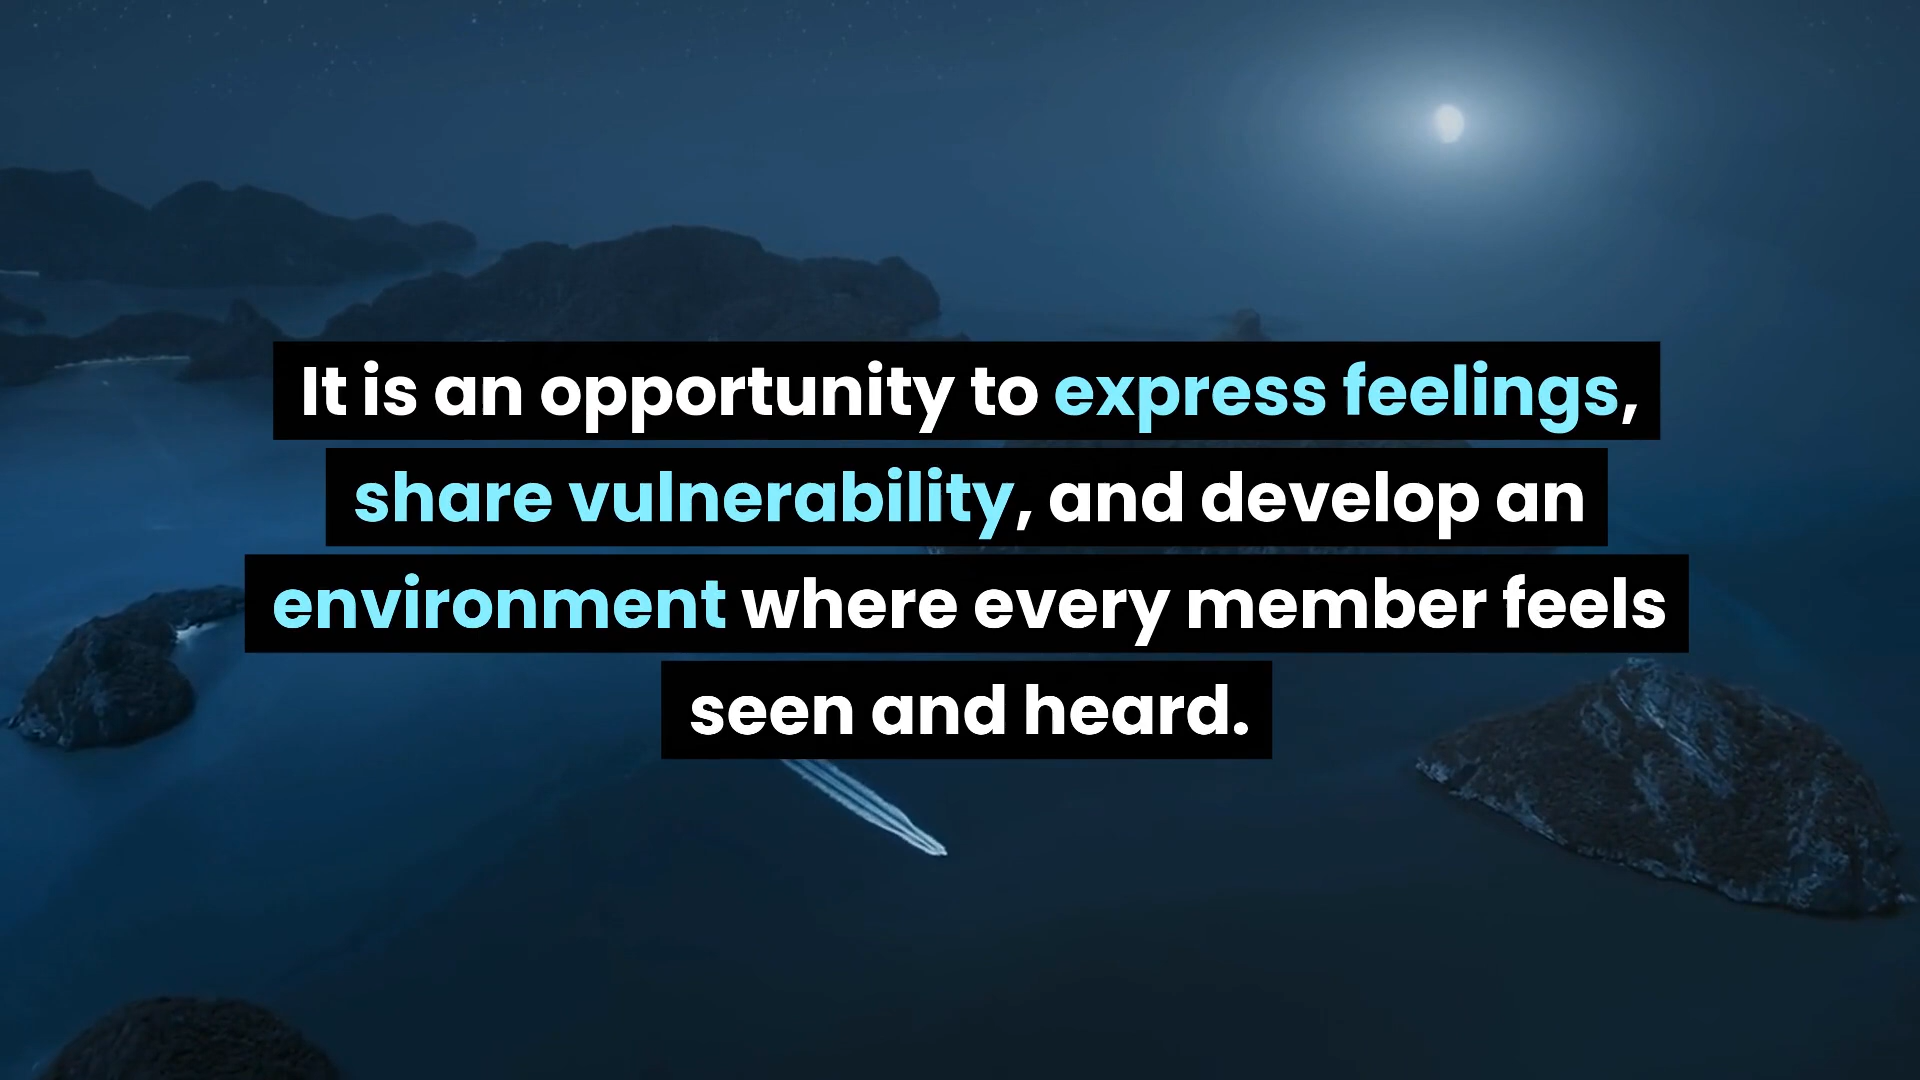 It is an opportunity to express feelings,
share vulnerability, and develop an
environment where every member feels
seen and heard.